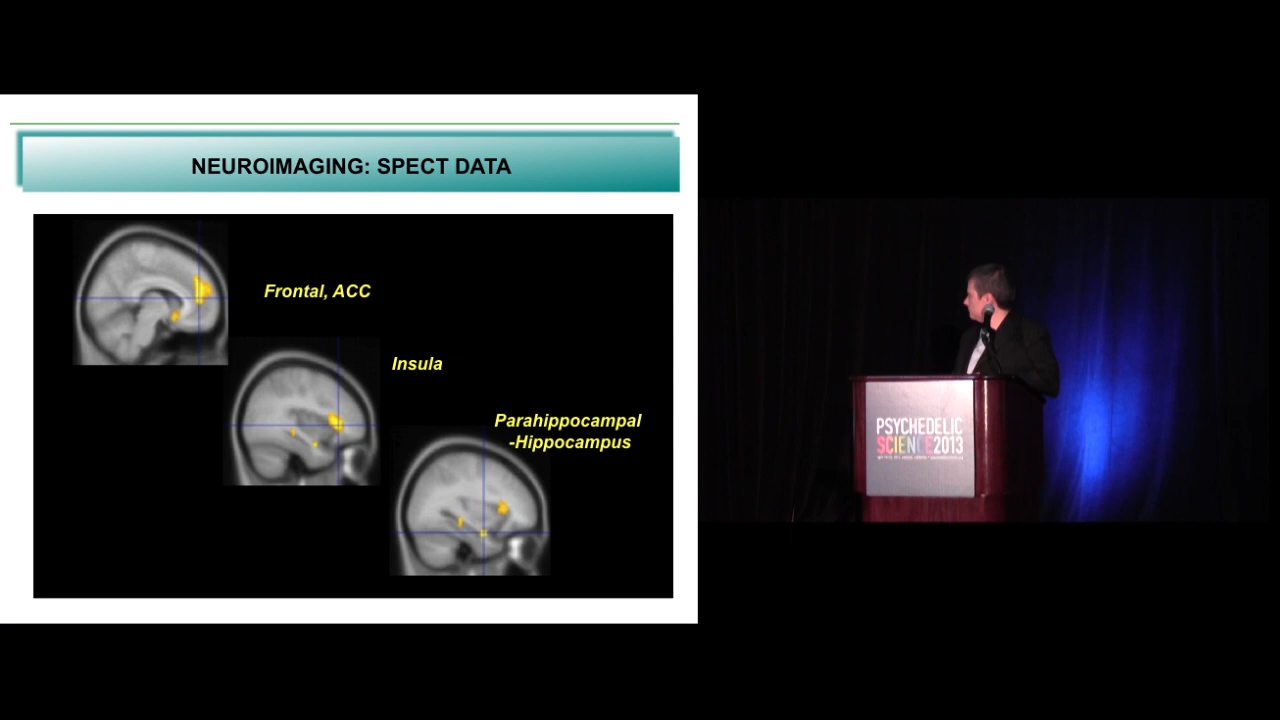 NEUROIMAGING: SPECT DATA
Frontal, ACC
Insula
Parahippocampal
-Hippocampus
PSYCHEDELIC
SCIENCE2013